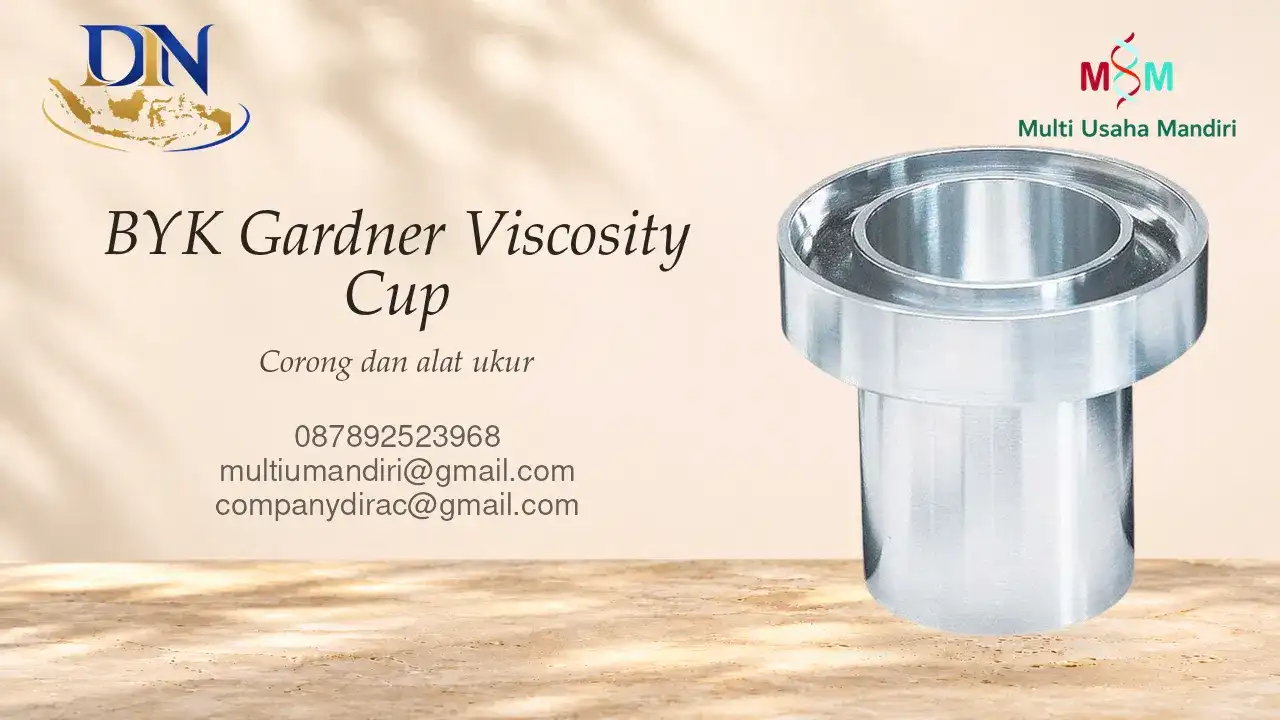 DN
M M
Multi Usaha Mandiri
BYK Gardner Viscosity
Cup
Corong dan alat ukur
087892523968
multiumandiri@gmail.com
companydirac@gmail.com